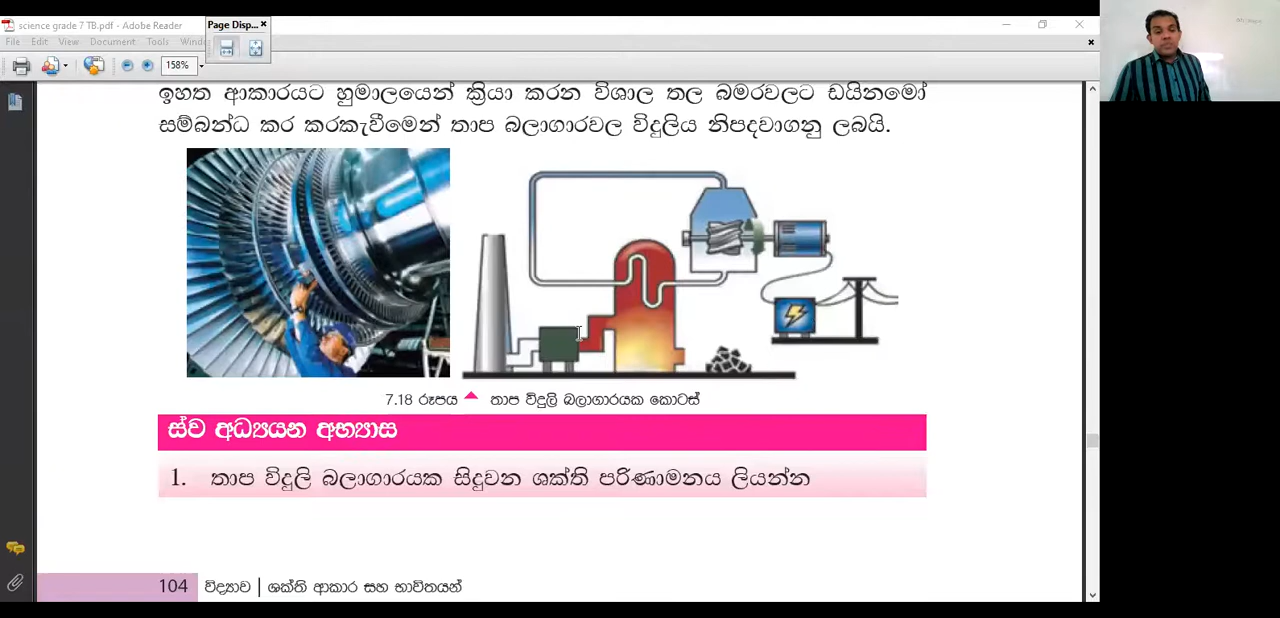 science grade 7 TB.pdf - Adobe Reader
Page Disp...
File Edit View Document Tools Windo
158%
ඉහත ආකාරයට හුමාලයෙන් ක්‍රියා කරන විශාල තල බමරවලට ඩයිනමෝ
සම්බන්ධ කර කරකැවීමෙන් තාප බලාගාරවල විදුලිය නිපදවාගනු ලබයි.
7.18 රූපය ▲ තාප විදුලි බලාගාරයක කොටස්
ස්ව අධ්‍යයන අභ්‍යාස
1. තාප විදුලි බලාගාරයක සිදුවන ශක්ති පරිණාමනය ලියන්න
104 විද්‍යාව | ශක්ති ආකාර සහ භාවිතයන්